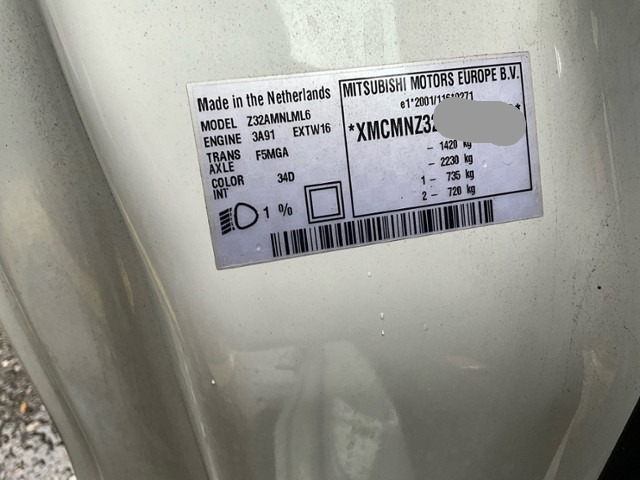 Made in the Netherlands
MODEL Z32AMNLML6
ENGINE 3A91 EXTW16
TRANS F5MGA
AXLE
COLOR 34D
INT
1 %
MITSUBISHI MOTORS EUROPE B.V.
*XMCMNZ32 *
- 1420 kg
- 2230 kg
1 - 735 kg
2 - 720 kg